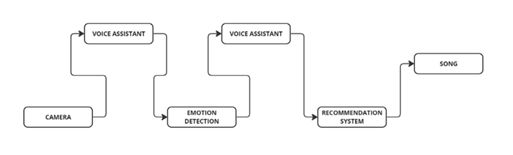 VOICE ASSISTANT
VOICE ASSISTANT
SONG
CAMERA
EMOTION
DETECTION
RECOMMENDATION
SYSTEM